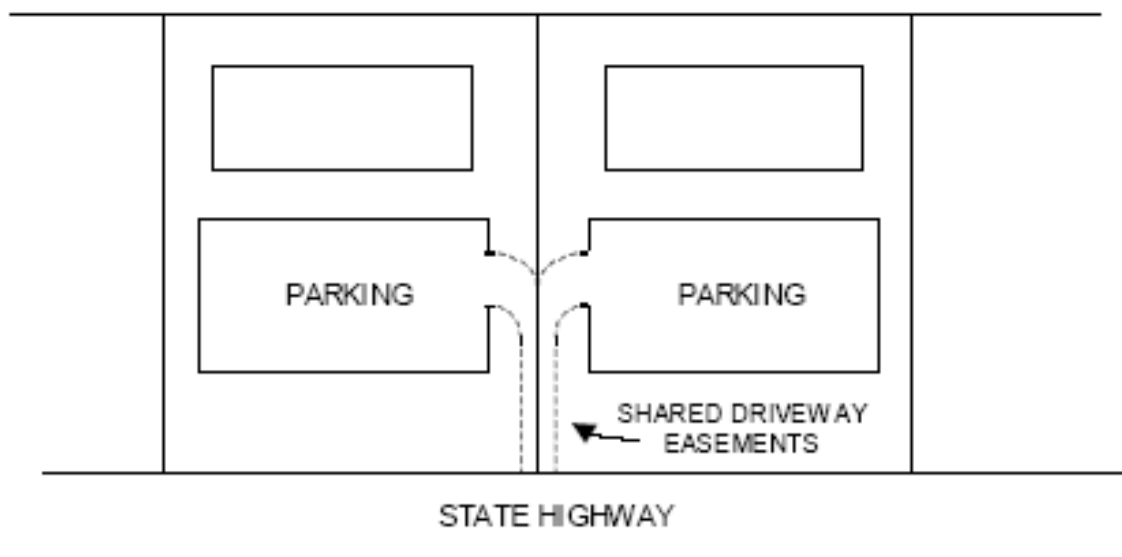 PARKING
PARKING
SHARED DRIVEWAY
EASEMENTS
STATE HIGHWAY